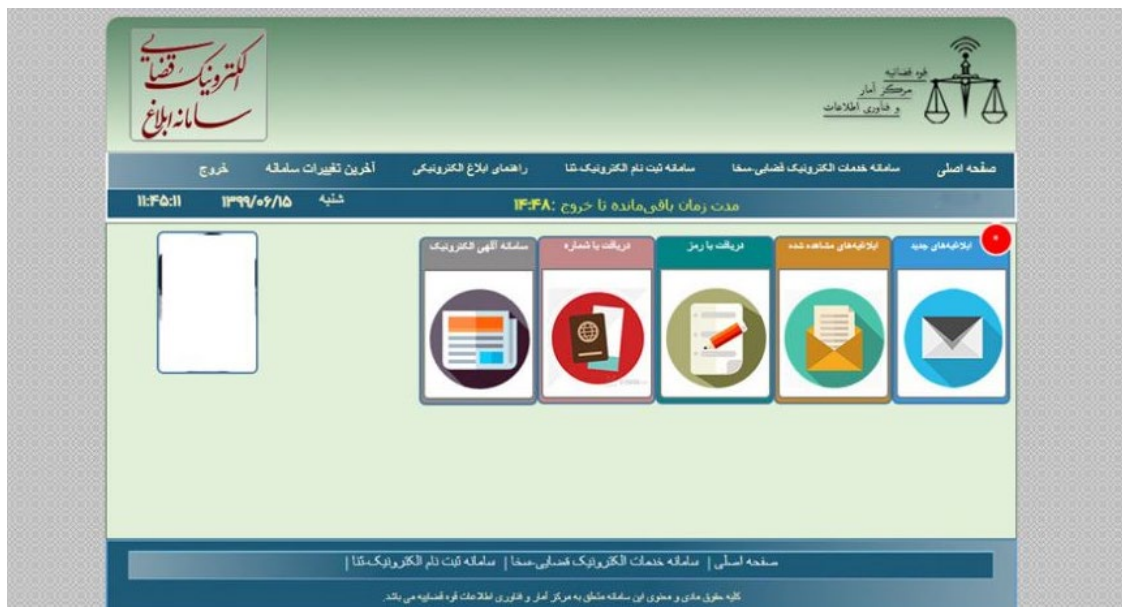 الکترونیک قضایی
سامانه ابلاغ
قوه قضائیه
مرکز آمار
و فناوری اطلاعات
صفحه اصلی سامانه خدمات الکترونیک قضایی-سخا سامانه ثبت نام الکترونیک-ثنا راهنمای ابلاغ الکترونیکی آخرین تغییرات سامانه خروج
مدت زمان باقی‌مانده تا خروج :۱۴:۴۸ شنبه ۱۳۹۹/۰۶/۱۵ ۱۱:۴۵:۱۱
ابلاغیه‌های جدید ابلاغیه‌های مشاهده شده دریافت با رمز دریافت با شماره سامانه آگهی الکترونیک
صفحه اصلی | سامانه خدمات الکترونیک قضایی-سخا | سامانه ثبت نام الکترونیک-ثنا |
کلیه حقوق مادی و معنوی این سامانه متعلق به مرکز آمار و فناوری اطلاعات قوه قضاییه می باشد.